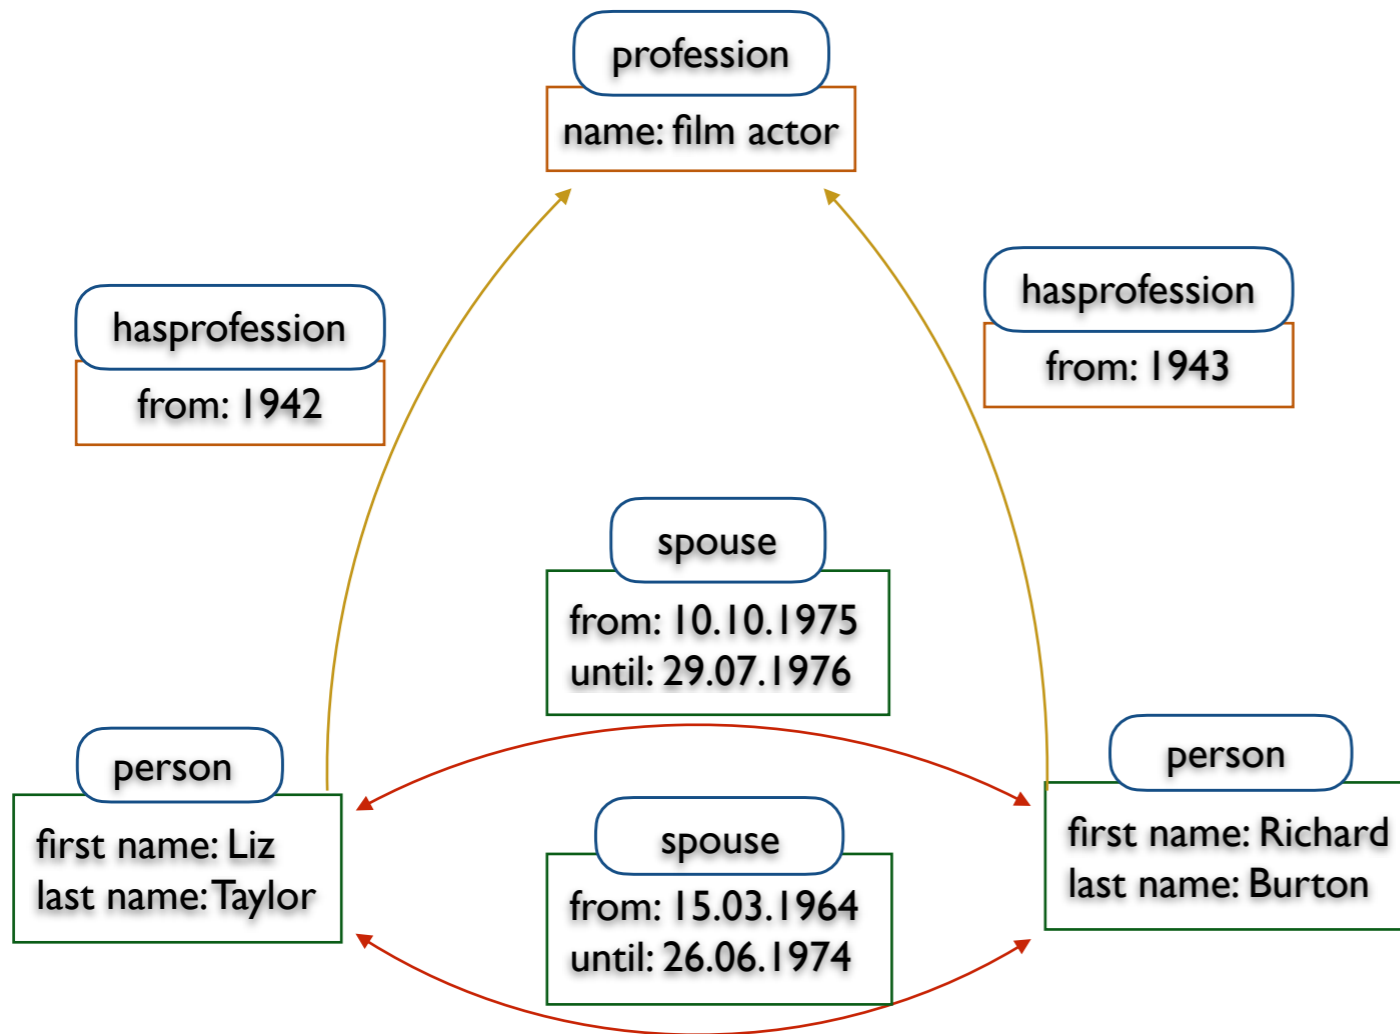 profession
name: film actor
hasprofession
from: 1943
hasprofession
from: 1942
spouse
from: 10.10.1975
until: 29.07.1976
person
first name: Liz
last name: Taylor
person
first name: Richard
last name: Burton
spouse
from: 15.03.1964
until: 26.06.1974